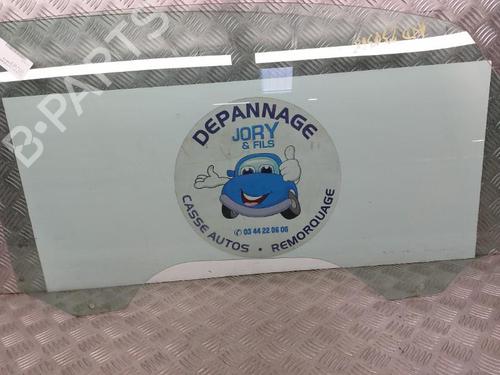 B-PARTS
DEPANNAGE
JORY
& FILS
✆ 03 44 22 06 06
CASSE AUTOS • REMORQUAGE